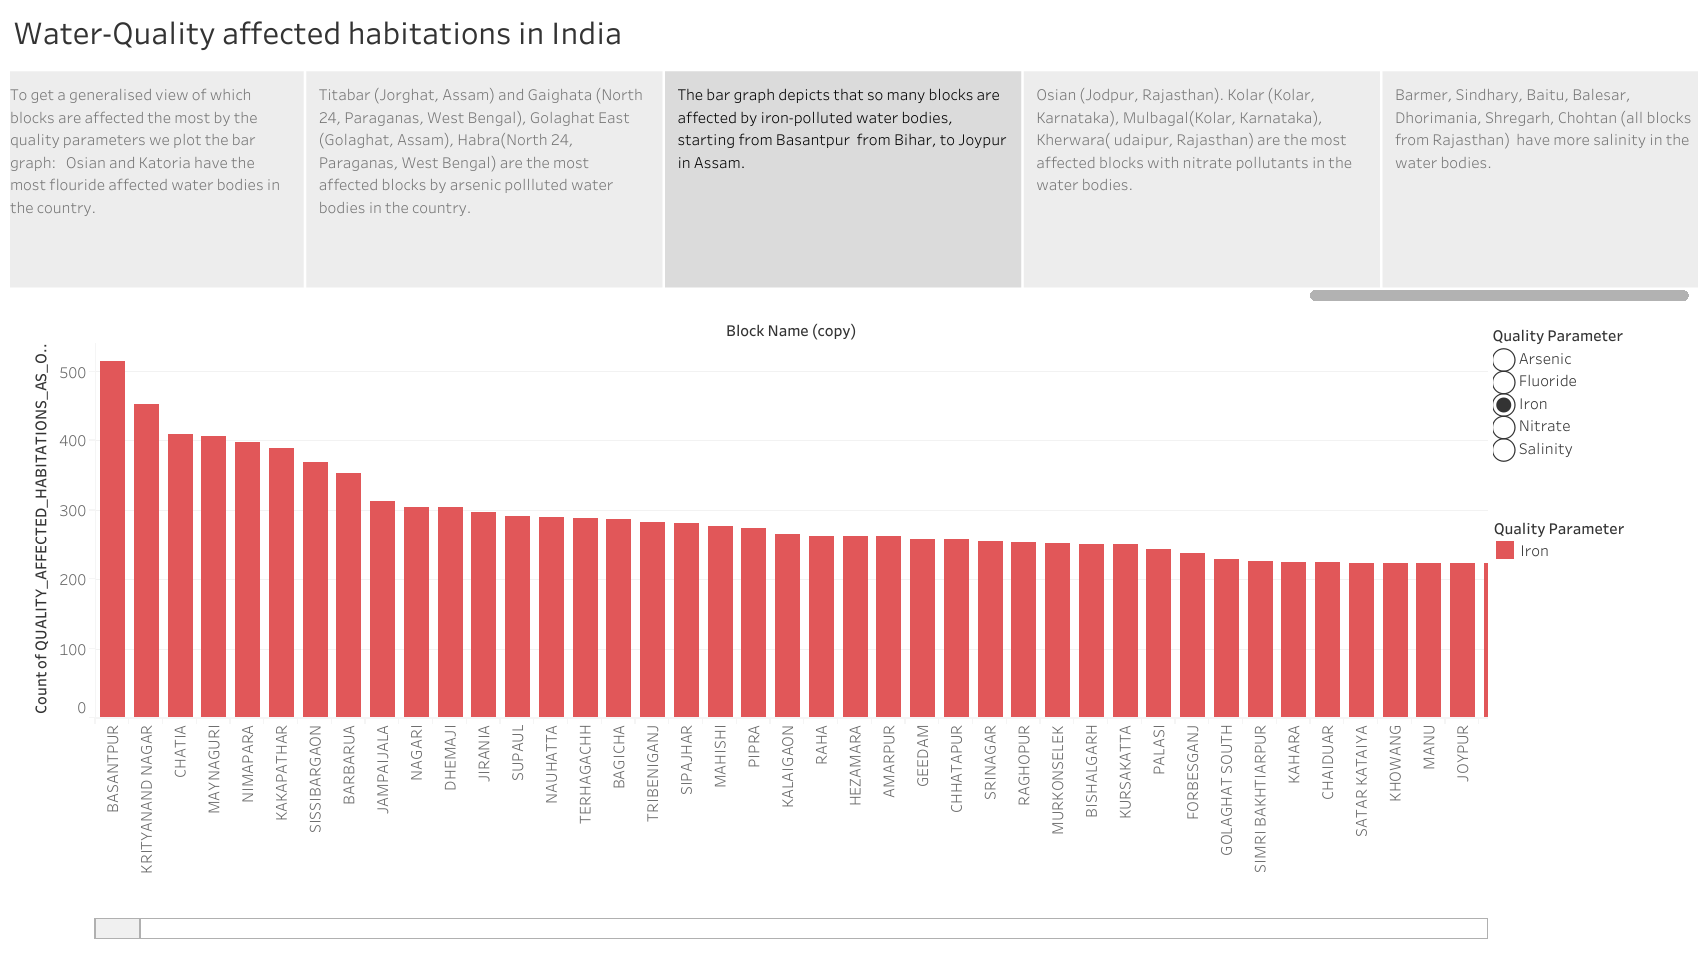 Water-Quality affected habitations in India
To get a generalised view of which
blocks are affected the most by the
quality parameters we plot the bar
graph:   Osian and Katoria have the
most flouride affected water bodies in
the country.
Titabar (Jorghat, Assam) and Gaighata (North
24, Paraganas, West Bengal), Golaghat East
(Golaghat, Assam), Habra(North 24,
Paraganas, West Bengal) are the most
affected blocks by arsenic pollluted water
bodies in the country.
The bar graph depicts that so many blocks are
affected by iron-polluted water bodies,
starting from Basantpur  from Bihar, to Joypur
in Assam.
Osian (Jodpur, Rajasthan). Kolar (Kolar,
Karnataka), Mulbagal(Kolar, Karnataka),
Kherwara( udaipur, Rajasthan) are the most
affected blocks with nitrate pollutants in the
water bodies.
Barmer, Sindhary, Baitu, Balesar,
Dhorimania, Shregarh, Chohtan (all blocks
from Rajasthan)  have more salinity in the
water bodies.
Block Name (copy)
Count of QUALITY_AFFECTED_HABITATIONS_AS_O..
500
400
300
200
100
0
BASANTPUR
KRITYANAND NAGAR
CHATIA
MAYNAGURI
NIMAPARA
KAKAPATHAR
SISSIBARGAON
BARBARUA
JAMPAIJALA
NAGARI
DHEMAJI
JIRANIA
SUPAUL
NAUHATTA
TERHAGACHH
BAGICHA
TRIBENIGANJ
SIPAJHAR
MAHISHI
PIPRA
KALAIGAON
RAHA
HEZAMARA
AMARPUR
GEEDAM
CHHATAPUR
SRINAGAR
RAGHOPUR
MURKONSELEK
BISHALGARH
KURSAKATTA
PALASI
FORBESGANJ
GOLAGHAT SOUTH
SIMRI BAKHTIARPUR
KAHARA
CHAIDUAR
SATAR KATAIYA
KHOWANG
MANU
JOYPUR
Quality Parameter
Arsenic
Fluoride
Iron
Nitrate
Salinity
Quality Parameter
Iron